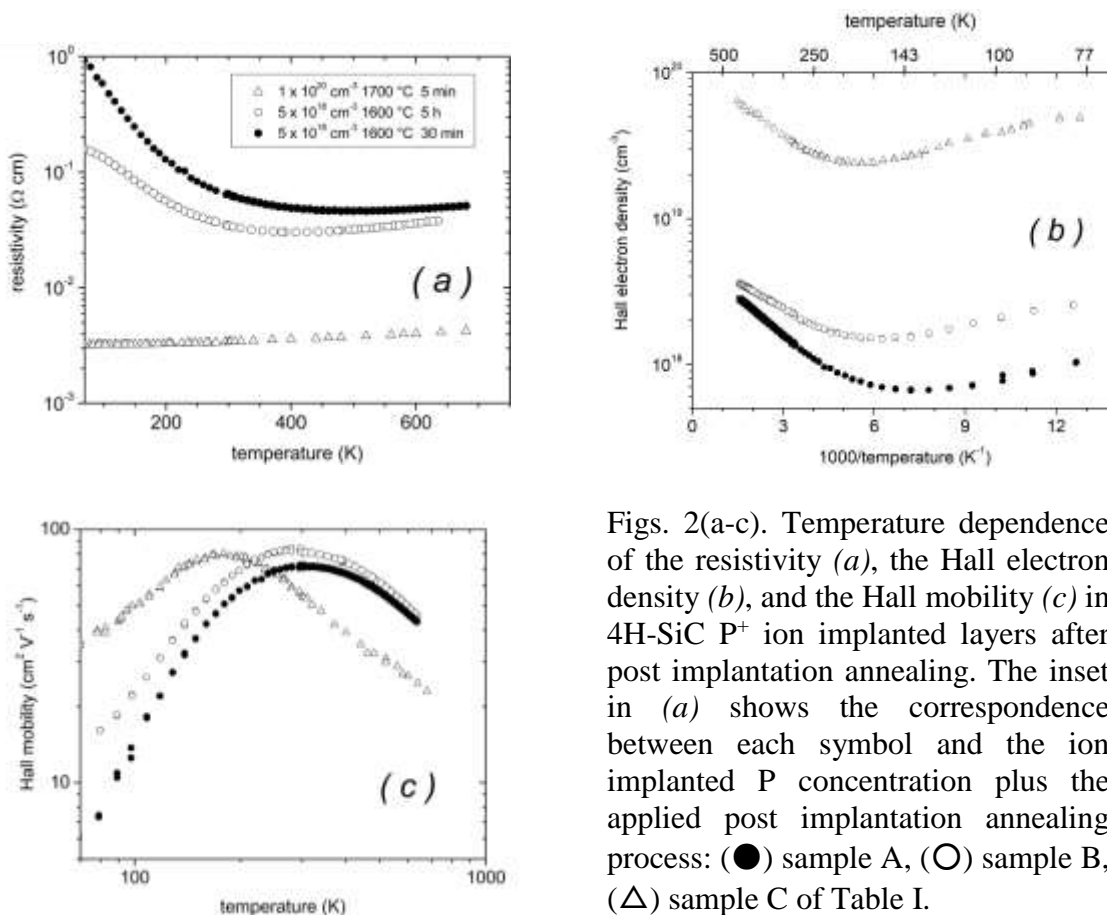 temperature (K)
500 250 143 100 77
10^0
1 x 10^20 cm^-3 1700 °C 5 min
5 x 10^18 cm^-3 1600 °C 5 h
5 x 10^18 cm^-3 1600 °C 30 min
10^-1
10^-2
10^-3
resistivity (Ω cm)
( a )
200 400 600
temperature (K)
10^20
10^19
10^18
Hall electron density (cm^-3)
( b )
0 3 6 9 12
1000/temperature (K^-1)
100
10
Hall mobility (cm^2 V^-1 s^-1)
( c )
100 1000
temperature (K)
Figs. 2(a-c). Temperature dependence
of the resistivity (a), the Hall electron
density (b), and the Hall mobility (c) in
4H-SiC P^+ ion implanted layers after
post implantation annealing. The inset
in (a) shows the correspondence
between each symbol and the ion
implanted P concentration plus the
applied post implantation annealing
process: (●) sample A, (○) sample B,
(△) sample C of Table I.